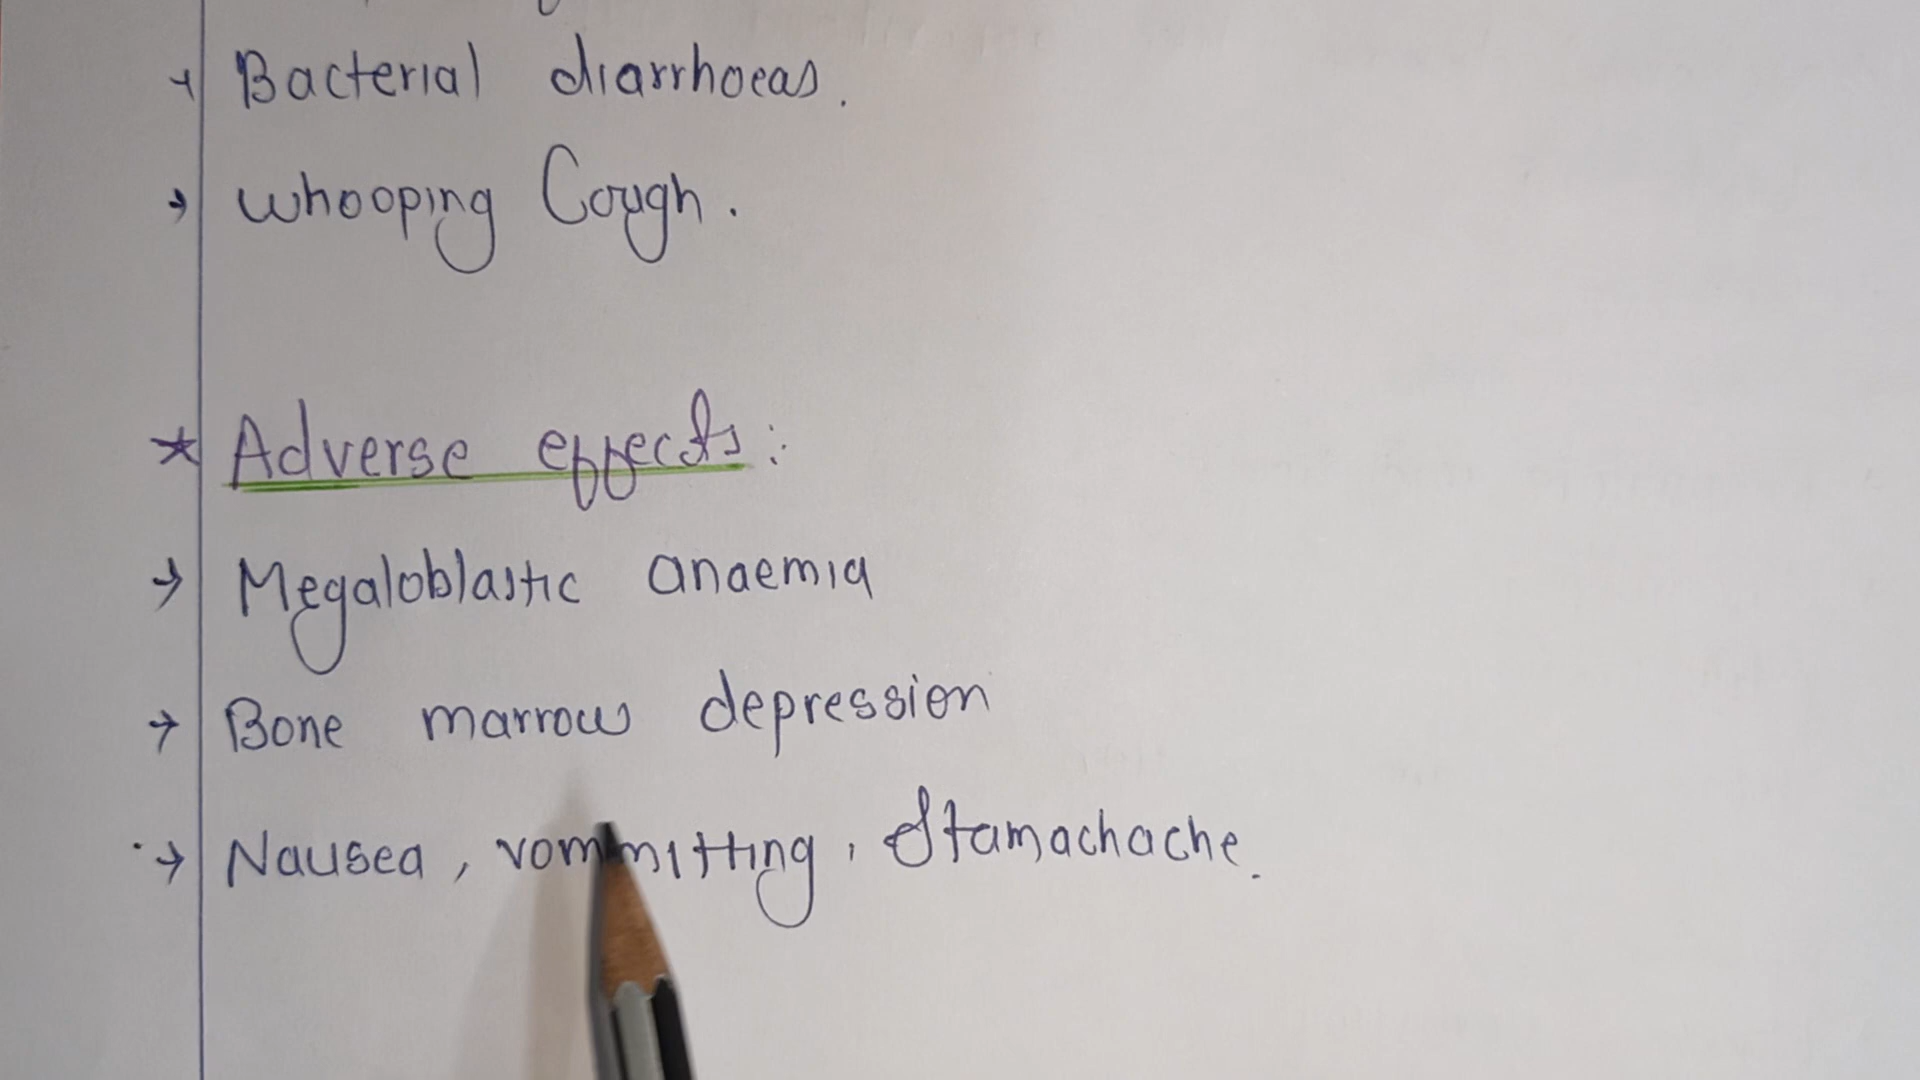 → Bacterial diarrhoeas.
→ Whooping Cough.
* Adverse effects:
→ Megaloblastic anaemia
→ Bone marrow depression
→ Nausea, vommitting, Stamachache.